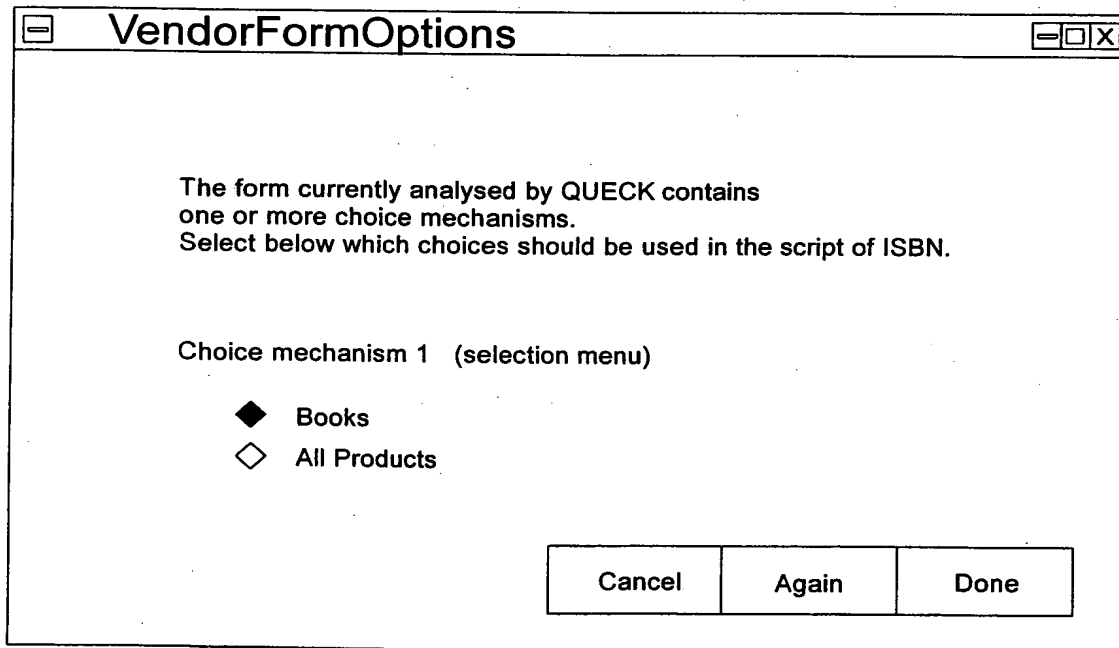 VendorFormOptions
The form currently analysed by QUECK contains
one or more choice mechanisms.
Select below which choices should be used in the script of ISBN.
Choice mechanism 1 (selection menu)
Books
All Products
Cancel Again Done